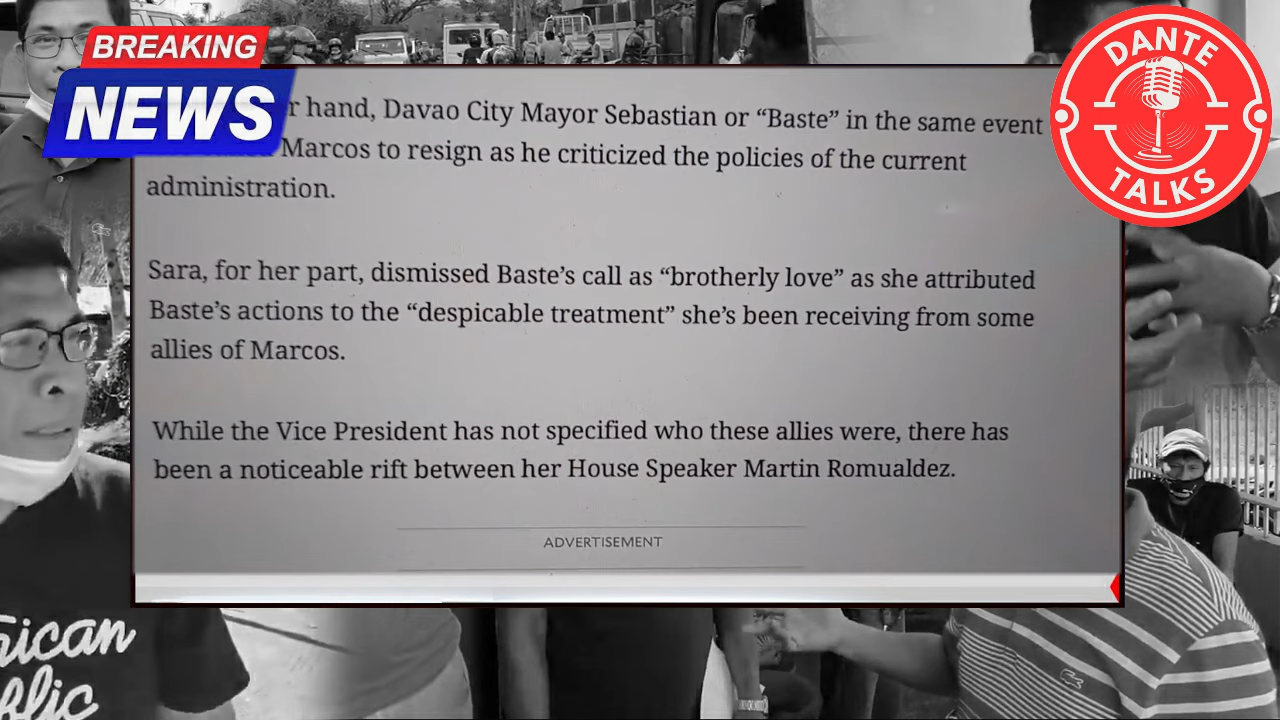 BREAKING
NEWS
DANTE
TALKS
hand, Davao City Mayor Sebastian or “Baste” in the same event
Marcos to resign as he criticized the policies of the current
administration.
Sara, for her part, dismissed Baste’s call as “brotherly love” as she attributed
Baste’s actions to the “despicable treatment” she’s been receiving from some
allies of Marcos.
While the Vice President has not specified who these allies were, there has
been a noticeable rift between her House Speaker Martin Romualdez.
ADVERTISEMENT